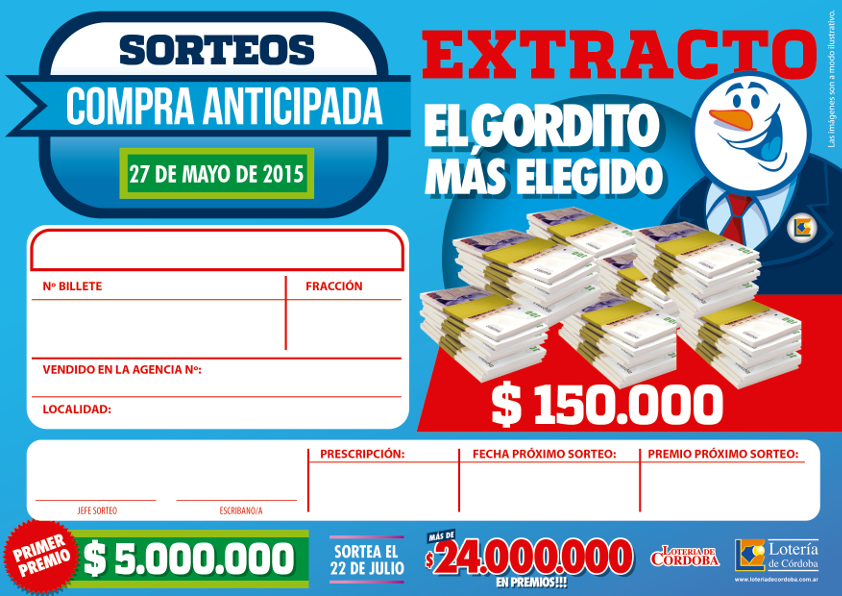 SORTEOS
COMPRA ANTICIPADA
27 DE MAYO DE 2015
EXTRACTO
EL GORDITO
MÁS ELEGIDO
Las imágenes son a modo ilustrativo.
$ 150.000
Nº BILLETE
FRACCIÓN
VENDIDO EN LA AGENCIA Nº:
LOCALIDAD:
JEFE SORTEO
ESCRIBANO/A
PRESCRIPCIÓN:
FECHA PRÓXIMO SORTEO:
PREMIO PRÓXIMO SORTEO:
PRIMER
PREMIO
$ 5.000.000
SORTEA EL
22 DE JULIO
MÁS DE
$24.000.000
EN PREMIOS!!!
LOTERIA DE
CORDOBA
Lotería
de Córdoba
www.loteriadecordoba.com.ar